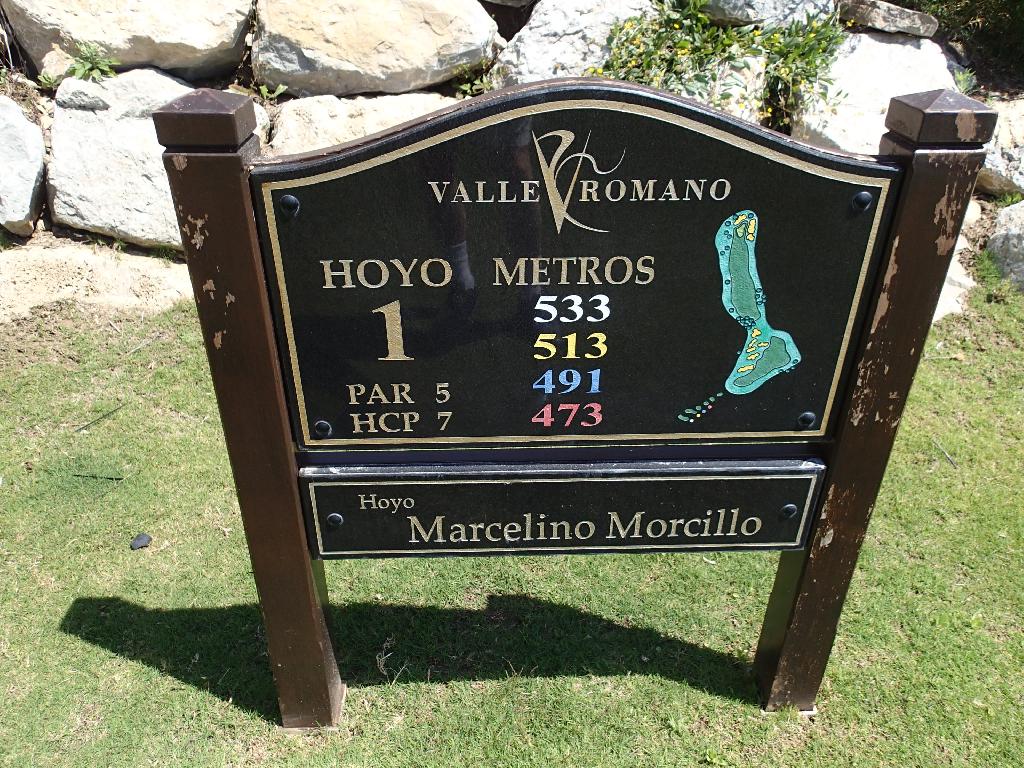 VALLE ROMANO
HOYO METROS
1
533
513
491
473
PAR 5
HCP 7
Hoyo
Marcelino Morcillo